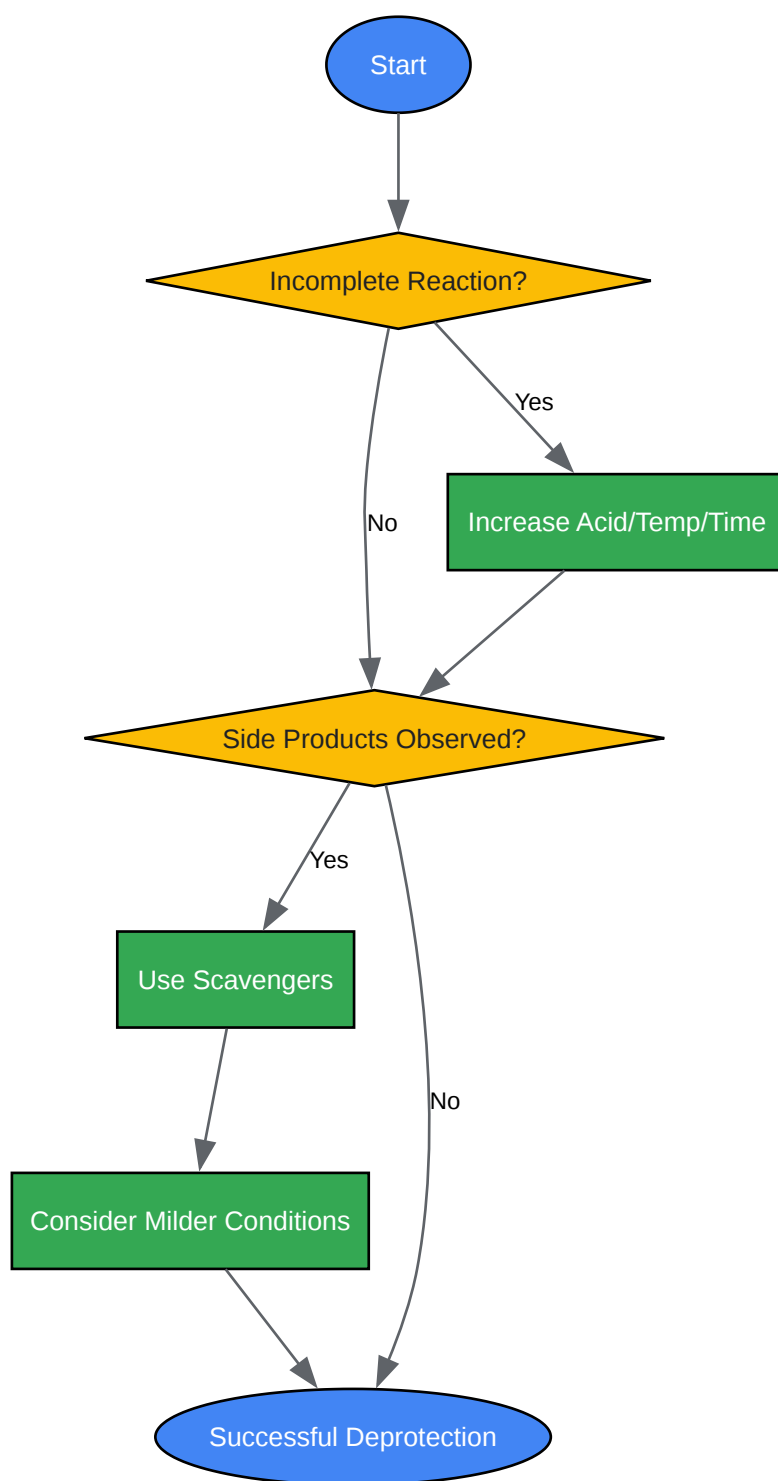 Start
Incomplete Reaction?
Yes
Increase Acid/Temp/Time
No
Side Products Observed?
Yes
Use Scavengers
No
Consider Milder Conditions
Successful Deprotection